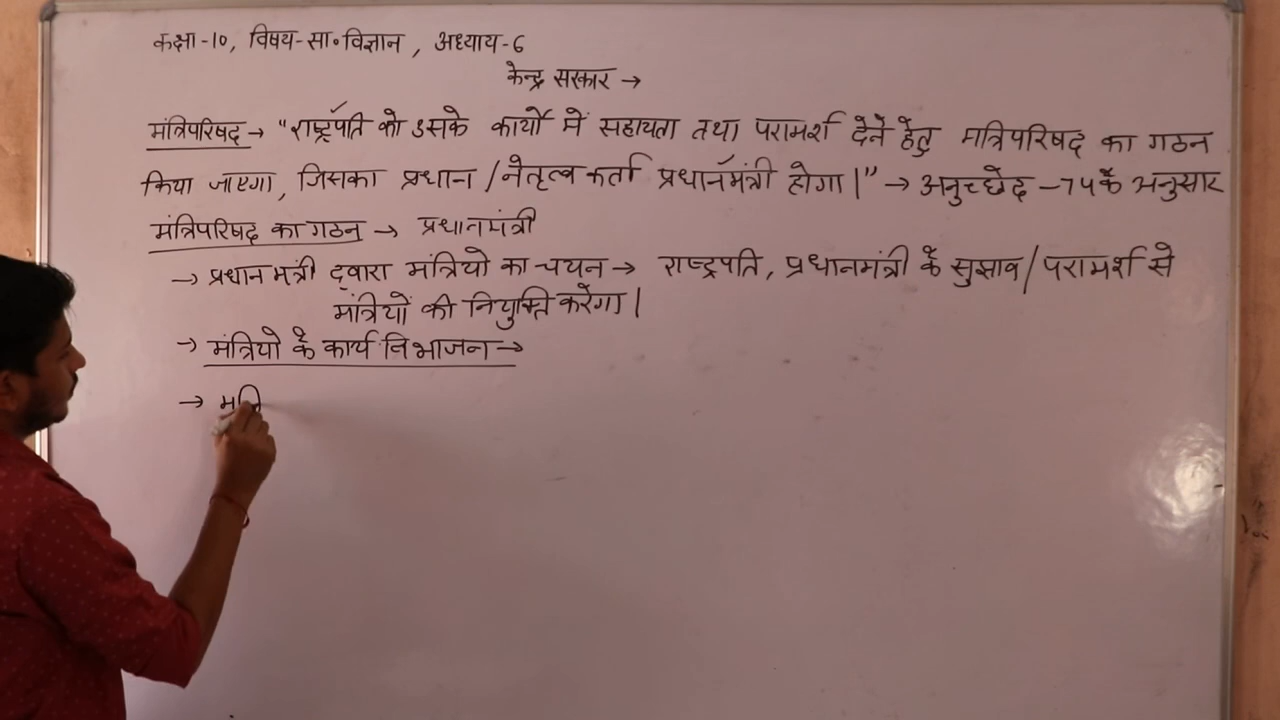 कक्षा-10, विषय-सा॰विज्ञान, अध्याय-6
केन्द्र सरकार →
मंत्रिपरिषद → "राष्ट्रपति को उसके कार्यों में सहायता तथा परामर्श देने हेतु मंत्रिपरिषद का गठन
किया जाएगा, जिसका प्रधान/नेतृत्व कर्ता प्रधानमंत्री होगा।" → अनुच्छेद -74 के अनुसार
मंत्रिपरिषद का गठन → प्रधानमंत्री
→ प्रधानमंत्री द्वारा मंत्रियों का चयन → राष्ट्रपति, प्रधानमंत्री के सुझाव/परामर्श से
मंत्रियों की नियुक्ति करेगा।
→ मंत्रियो के कार्य विभाजन →
→